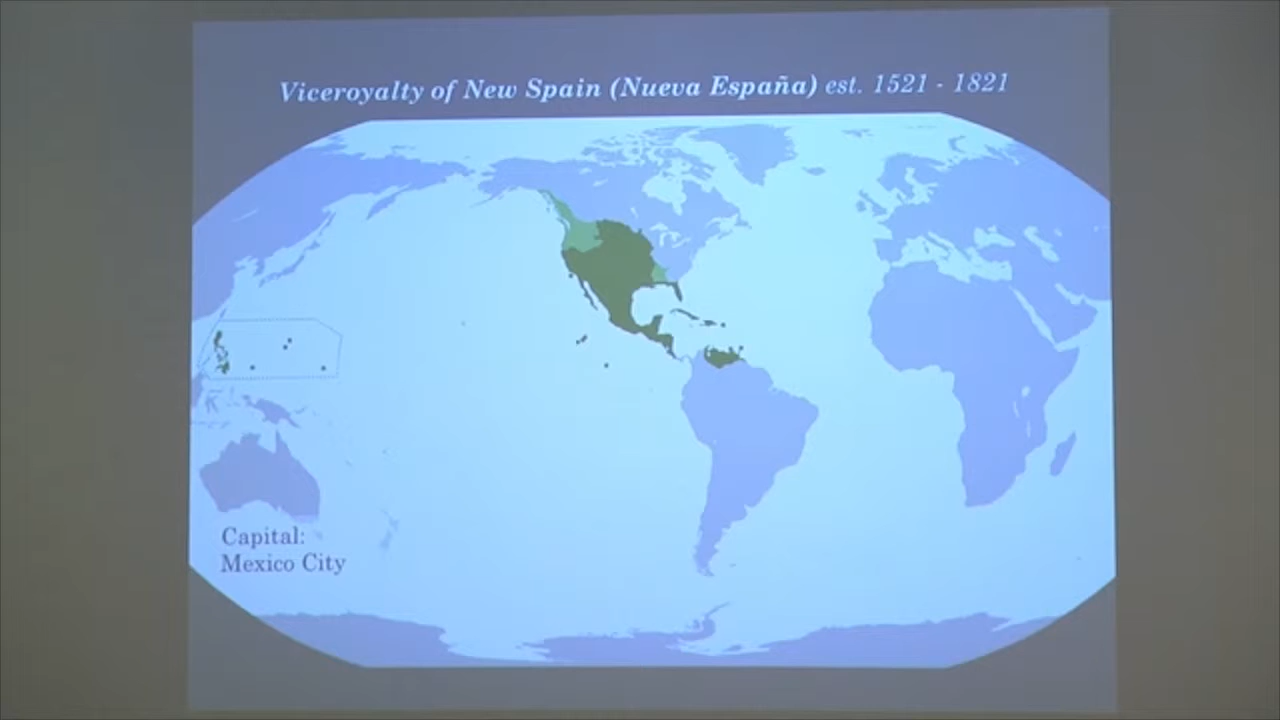 Viceroyalty of New Spain (Nueva España) est. 1521 - 1821
Capital:
Mexico City